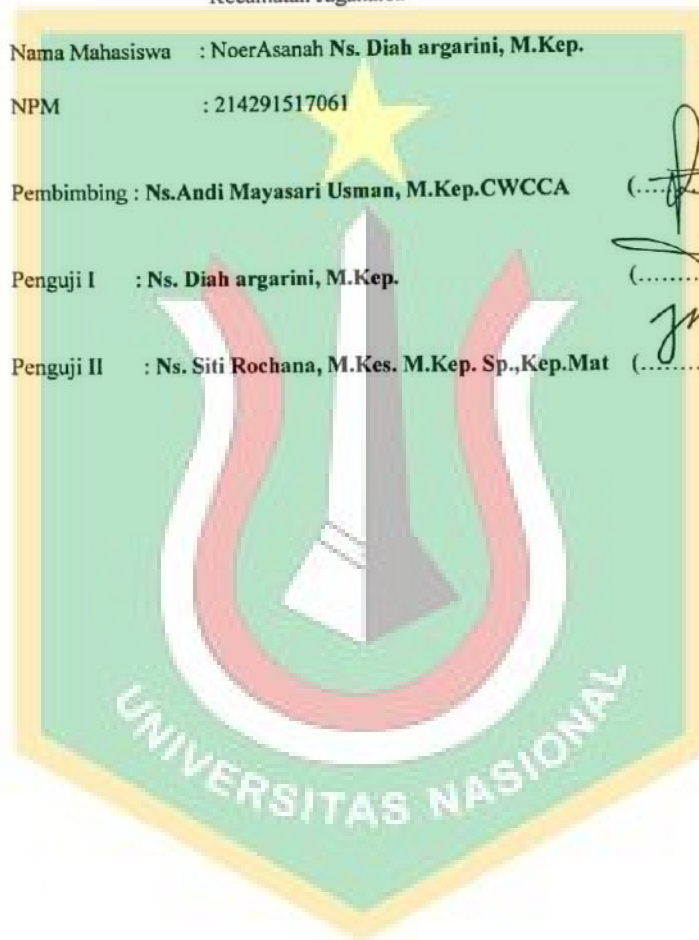 Nama Mahasiswa : NoerAsanah Ns. Diah argarini, M.Kep.
NPM : 214291517061
Pembimbing : Ns.Andi Mayasari Usman, M.Kep.CWCCA (....
Penguji I : Ns. Diah argarini, M.Kep. (........
Penguji II : Ns. Siti Rochana, M.Kes. M.Kep. Sp.,Kep.Mat (........
UNIVERSITAS NASIONAL